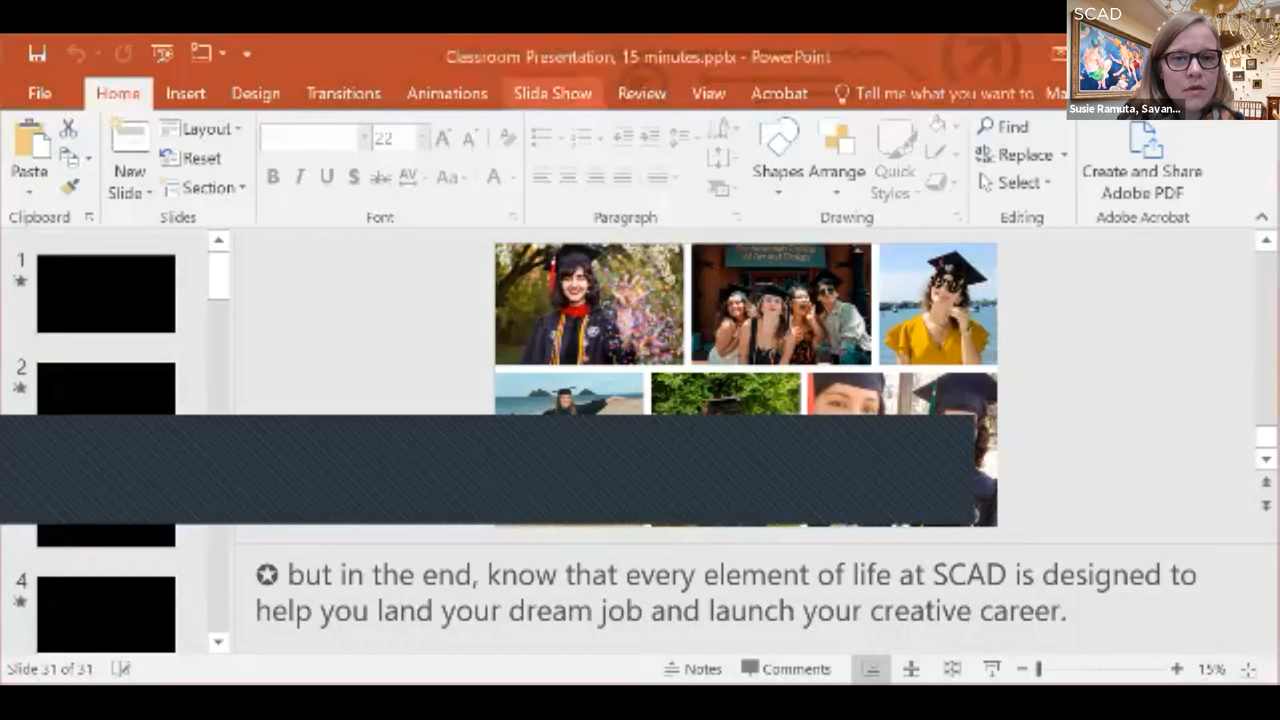 SCAD
Susie Ramuta, Savan...
Classroom Presentation, 15 minutes.pptx - PowerPoint
File Home Insert Design Transitions Animations Slide Show Review View Acrobat Tell me what you want to Ma
Paste
Clipboard
New Slide
Layout
Reset
Section
Slides
22
B I U S abc AV Aa A
Font
Paragraph
Shapes Arrange Quick Styles
Drawing
Find
Replace
Select
Editing
Create and Share
Adobe PDF
Adobe Acrobat
1
2
4
✪ but in the end, know that every element of life at SCAD is designed to
help you land your dream job and launch your creative career.
Slide 31 of 31 Notes Comments 15%